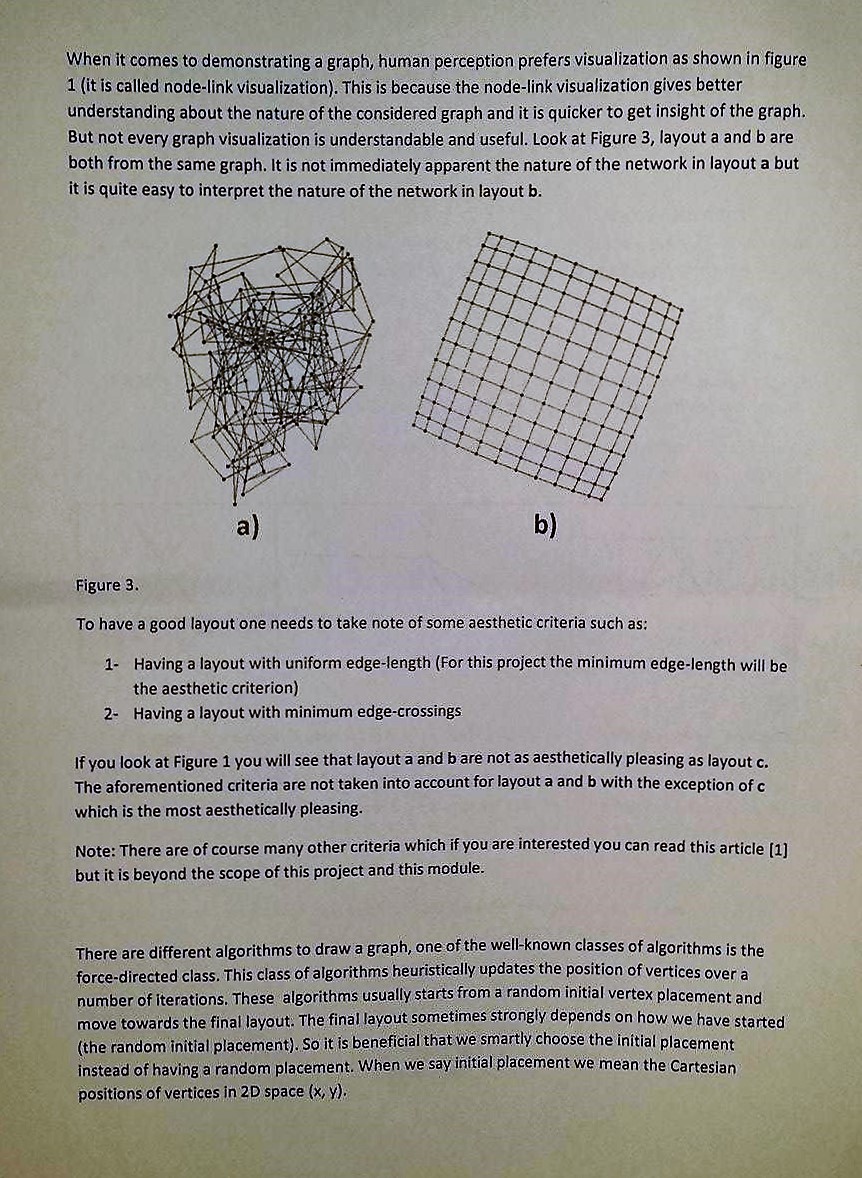 When it comes to demonstrating a graph, human perception prefers visualization as shown in figure
1 (it is called node-link visualization). This is because the node-link visualization gives better
understanding about the nature of the considered graph and it is quicker to get insight of the graph.
But not every graph visualization is understandable and useful. Look at Figure 3, layout a and b are
both from the same graph. It is not immediately apparent the nature of the network in layout a but
it is quite easy to interpret the nature of the network in layout b.
a) b)
Figure 3.
To have a good layout one needs to take note of some aesthetic criteria such as:
1- Having a layout with uniform edge-length (For this project the minimum edge-length will be
the aesthetic criterion)
2- Having a layout with minimum edge-crossings
If you look at Figure 1 you will see that layout a and b are not as aesthetically pleasing as layout c.
The aforementioned criteria are not taken into account for layout a and b with the exception of c
which is the most aesthetically pleasing.
Note: There are of course many other criteria which if you are interested you can read this article [1]
but it is beyond the scope of this project and this module.
There are different algorithms to draw a graph, one of the well-known classes of algorithms is the
force-directed class. This class of algorithms heuristically updates the position of vertices over a
number of iterations. These algorithms usually starts from a random initial vertex placement and
move towards the final layout. The final layout sometimes strongly depends on how we have started
(the random initial placement). So it is beneficial that we smartly choose the initial placement
instead of having a random placement. When we say initial placement we mean the Cartesian
positions of vertices in 2D space (x, y).